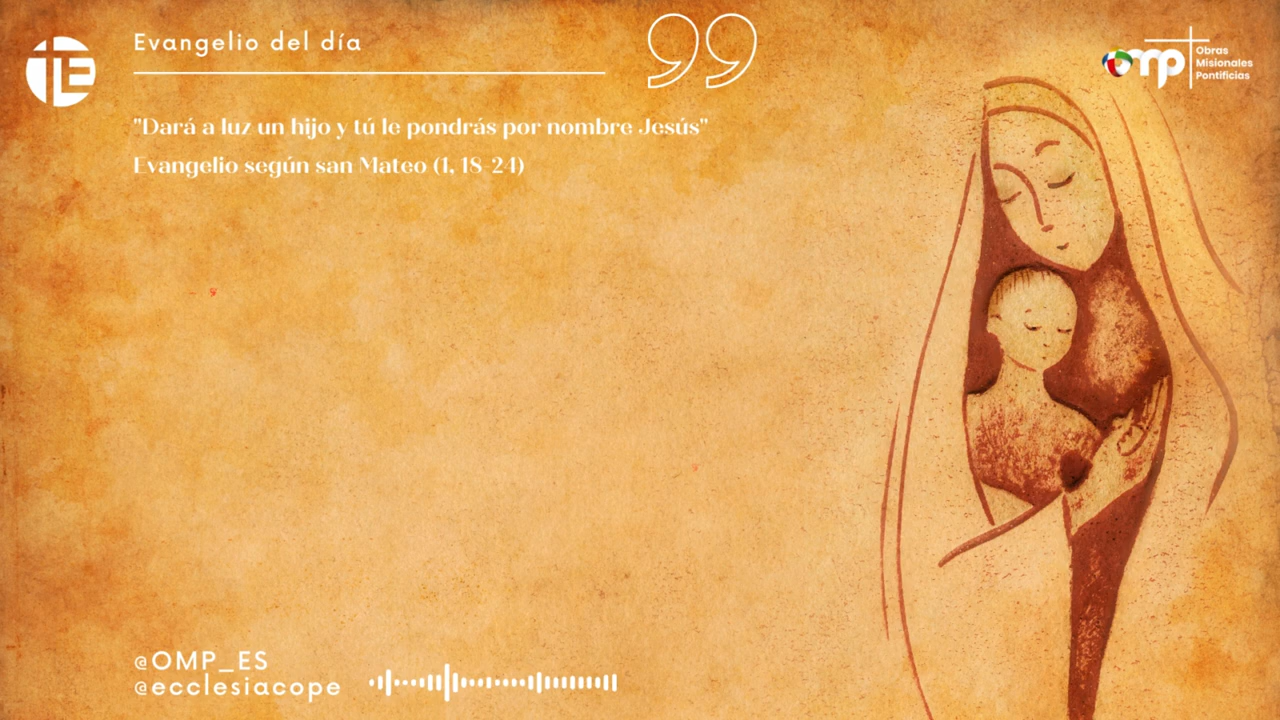 Evangelio del día
"Dará a luz un hijo y tú le pondrás por nombre Jesús"
Evangelio según san Mateo (1, 18-24)
omp
Obras
Misionales
Pontificias
@OMP_ES
@ecclesiacope